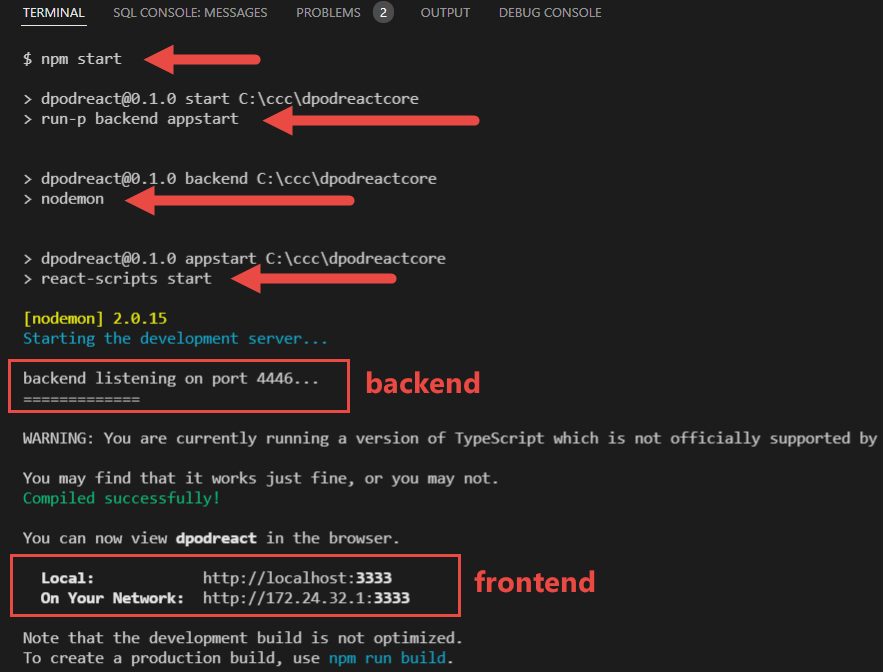 TERMINAL SQL CONSOLE: MESSAGES PROBLEMS 2 OUTPUT DEBUG CONSOLE
$ npm start
> dpodreact@0.1.0 start C:\ccc\dpodreactcore
> run-p backend appstart
> dpodreact@0.1.0 backend C:\ccc\dpodreactcore
> nodemon
> dpodreact@0.1.0 appstart C:\ccc\dpodreactcore
> react-scripts start
[nodemon] 2.0.15
Starting the development server...
backend listening on port 4446...
=============
backend
WARNING: You are currently running a version of TypeScript which is not officially supported by
You may find that it works just fine, or you may not.
Compiled successfully!
You can now view dpodreact in the browser.
Local: http://localhost:3333
On Your Network: http://172.24.32.1:3333
frontend
Note that the development build is not optimized.
To create a production build, use npm run build.